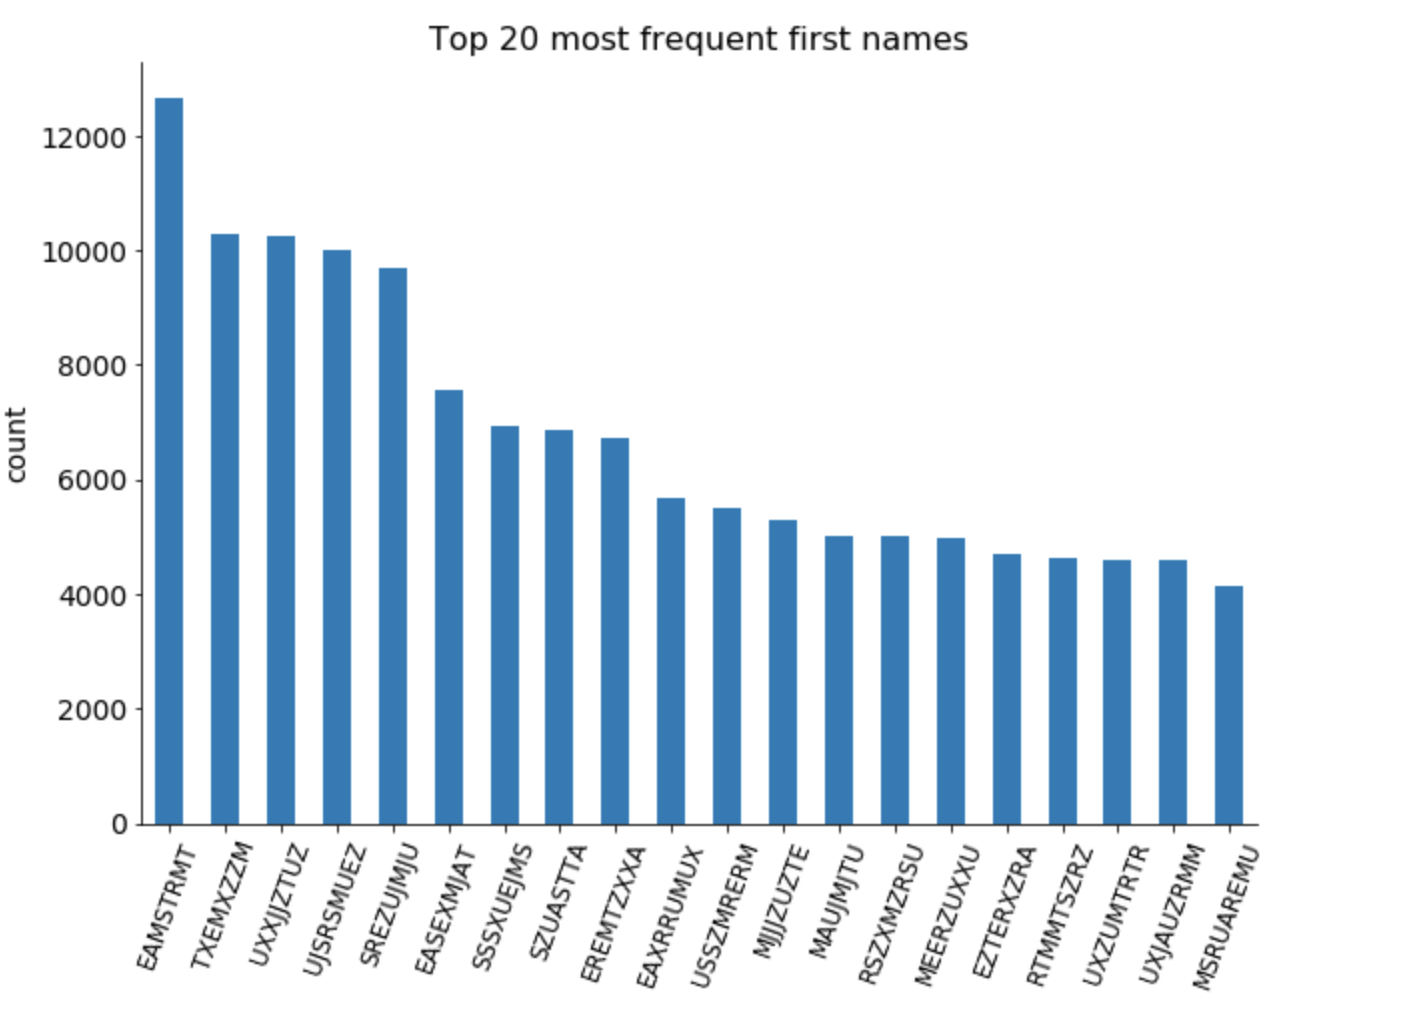 Top 20 most frequent first names
12000
10000
8000
6000
4000
2000
0
count
EAMSTRMT
TXEMXZZM
UXXJJZTUZ
UJSRSMUEZ
SREZUJMJU
EASEXMJAT
SSSXUEJMS
SZUASTTA
EREMTZXXA
EAXRRUMUX
USSZMRERM
MJJJZUZTE
MAUJMJTU
RSZXMZRSU
MEERZUXXU
EZTERXZRA
RTMMTSZRZ
UXZUMTRTR
UXJAUZRMM
MSRUAREMU